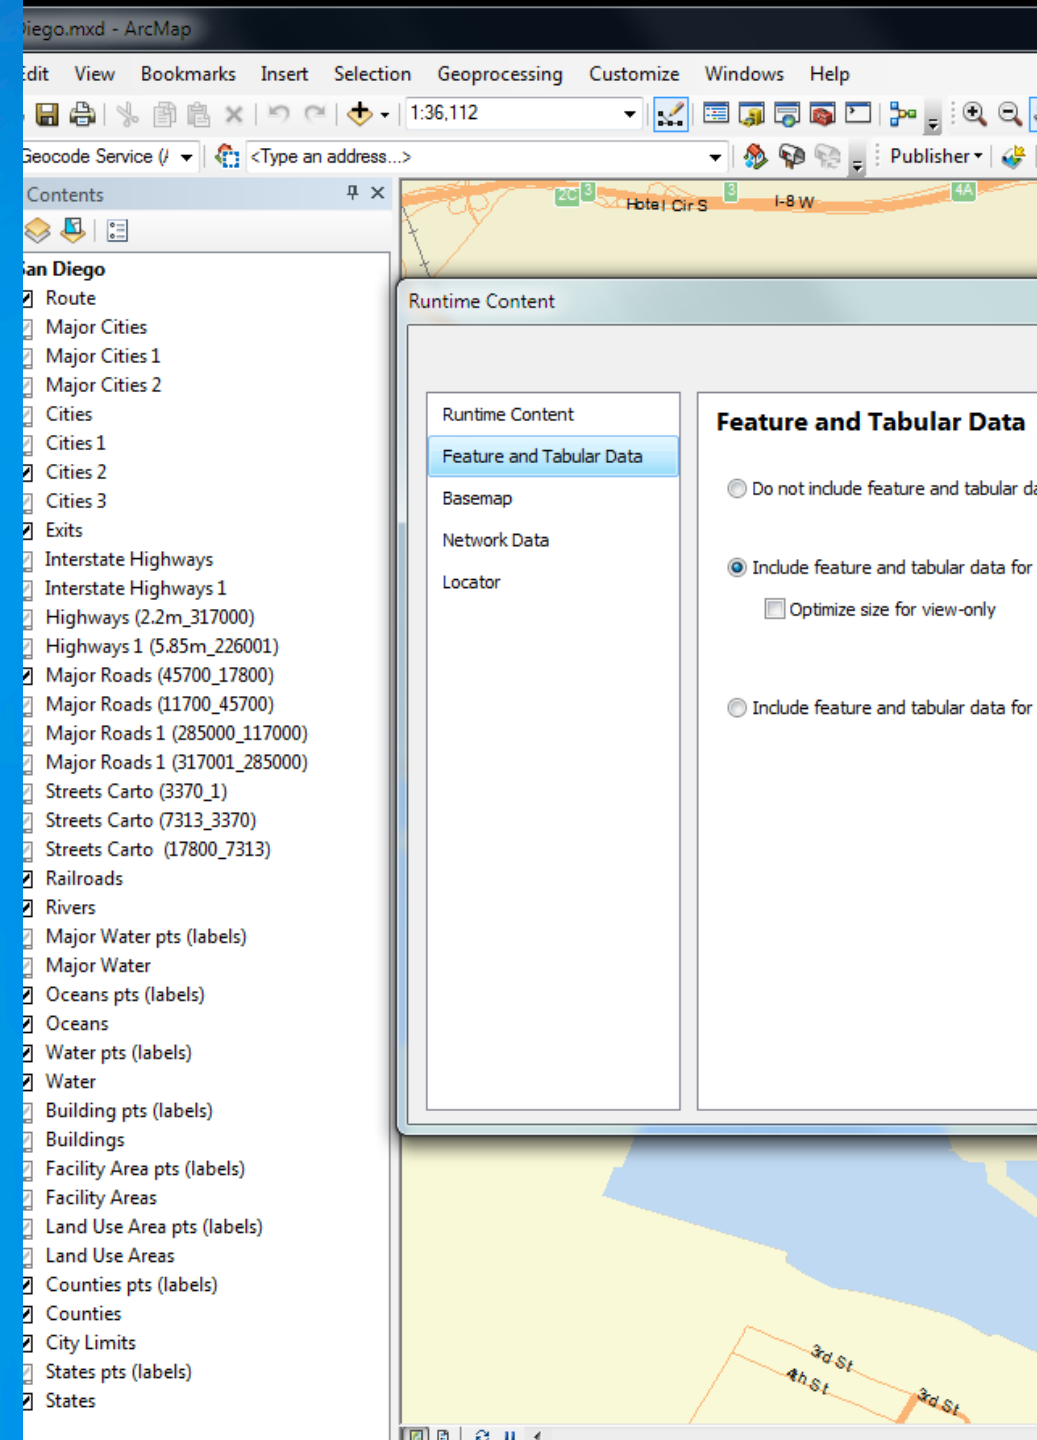 iego.mxd - ArcMap
dit View Bookmarks Insert Selection Geoprocessing Customize Windows Help
1:36,112
Geocode Service (/ <Type an address...> Publisher
Contents
an Diego
Route
Major Cities
Major Cities 1
Major Cities 2
Cities
Cities 1
Cities 2
Cities 3
Exits
Interstate Highways
Interstate Highways 1
Highways (2.2m_317000)
Highways 1 (5.85m_226001)
Major Roads (45700_17800)
Major Roads (11700_45700)
Major Roads 1 (285000_117000)
Major Roads 1 (317001_285000)
Streets Carto (3370_1)
Streets Carto (7313_3370)
Streets Carto (17800_7313)
Railroads
Rivers
Major Water pts (labels)
Major Water
Oceans pts (labels)
Oceans
Water pts (labels)
Water
Building pts (labels)
Buildings
Facility Area pts (labels)
Facility Areas
Land Use Area pts (labels)
Land Use Areas
Counties pts (labels)
Counties
City Limits
States pts (labels)
States
2C 3 Hotel Cir S 3 I-8 W 4A
Runtime Content
Runtime Content
Feature and Tabular Data
Basemap
Network Data
Locator
Feature and Tabular Data
Do not include feature and tabular da
Include feature and tabular data for
Optimize size for view-only
Include feature and tabular data for
3rd St
4th St
3rd St